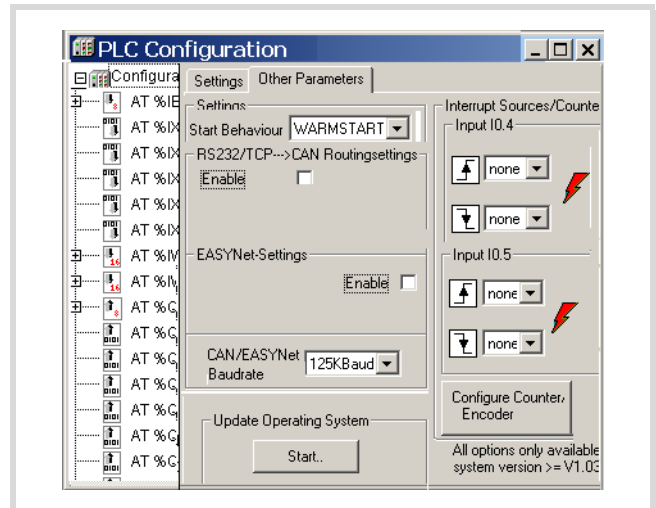 PLC Configuration
Configura
AT %IE
AT %IX
AT %IX
AT %IX
AT %IX
AT %IX
AT %IV
AT %IV
AT %Q
AT %Q
AT %Q
AT %Q
AT %Q
AT %Q
AT %Q
Settings Other Parameters
Settings
Start Behaviour WARMSTART
RS232/TCP--->CAN Routingsettings
Enable
EASYNet-Settings
Enable
CAN/EASYNet
Baudrate
125KBaud
Update Operating System
Start..
Interrupt Sources/Counte
Input I0.4
none
none
Input I0.5
none
none
Configure Counter/
Encoder
All options only available
system version >= V1.03